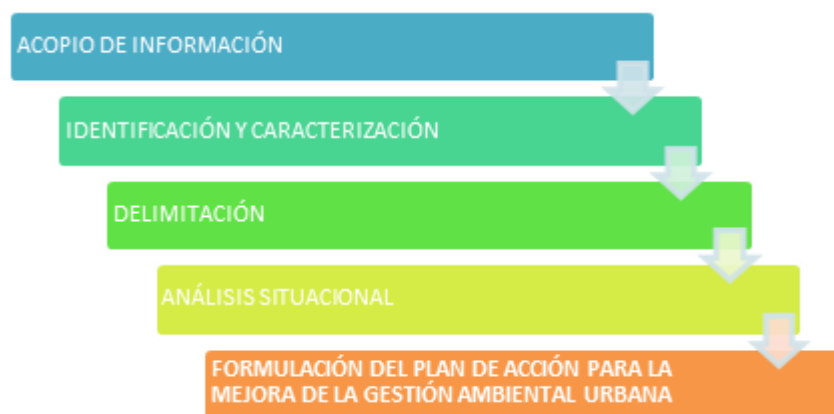 ACOPIO DE INFORMACIÓN
IDENTIFICACIÓN Y CARACTERIZACIÓN
DELIMITACIÓN
ANÁLISIS SITUACIONAL
FORMULACIÓN DEL PLAN DE ACCIÓN PARA LA
MEJORA DE LA GESTIÓN AMBIENTAL URBANA